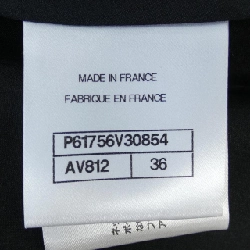 MADE IN FRANCE
FABRIQUE EN FRANCE
P61756V30854
AV812 36